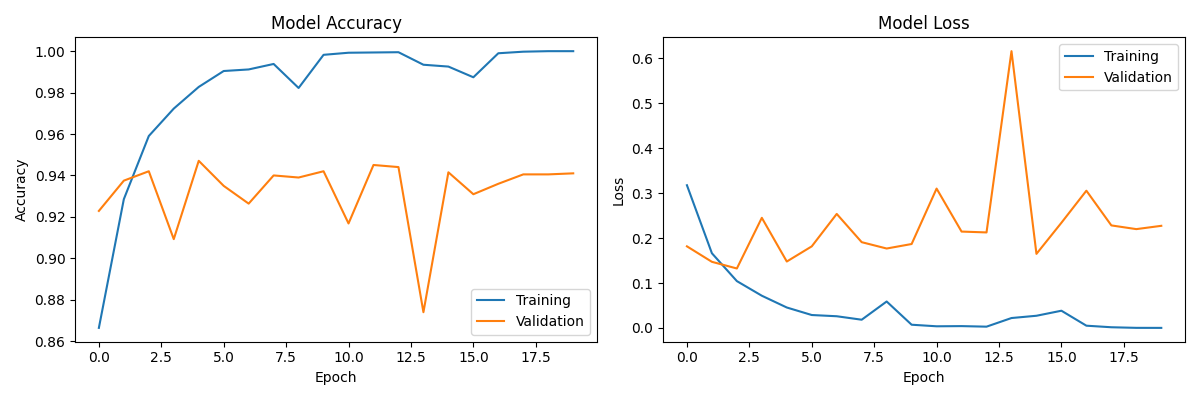 Model Accuracy
1.00
0.98
0.96
0.94
0.92
0.90
0.88
0.86
Accuracy
0.0 2.5 5.0 7.5 10.0 12.5 15.0 17.5
Epoch
Training
Validation
Model Loss
0.6
0.5
0.4
0.3
0.2
0.1
0.0
Loss
0.0 2.5 5.0 7.5 10.0 12.5 15.0 17.5
Epoch
Training
Validation